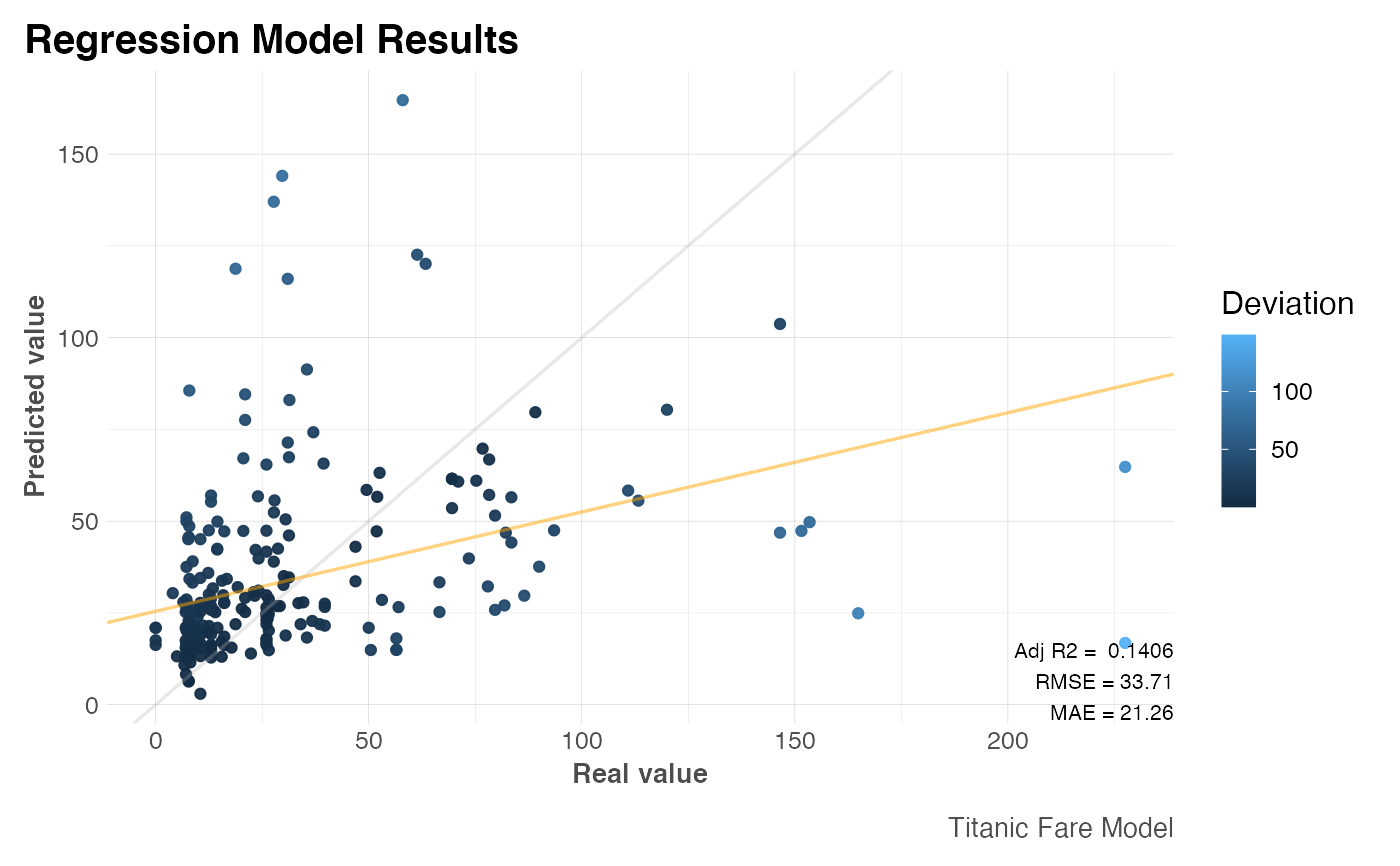 Regression Model Results
Predicted value
150
100
50
0
0 50 100 150 200
Real value
Adj R2 = 0.1406
RMSE = 33.71
MAE = 21.26
Deviation
100
50
Titanic Fare Model